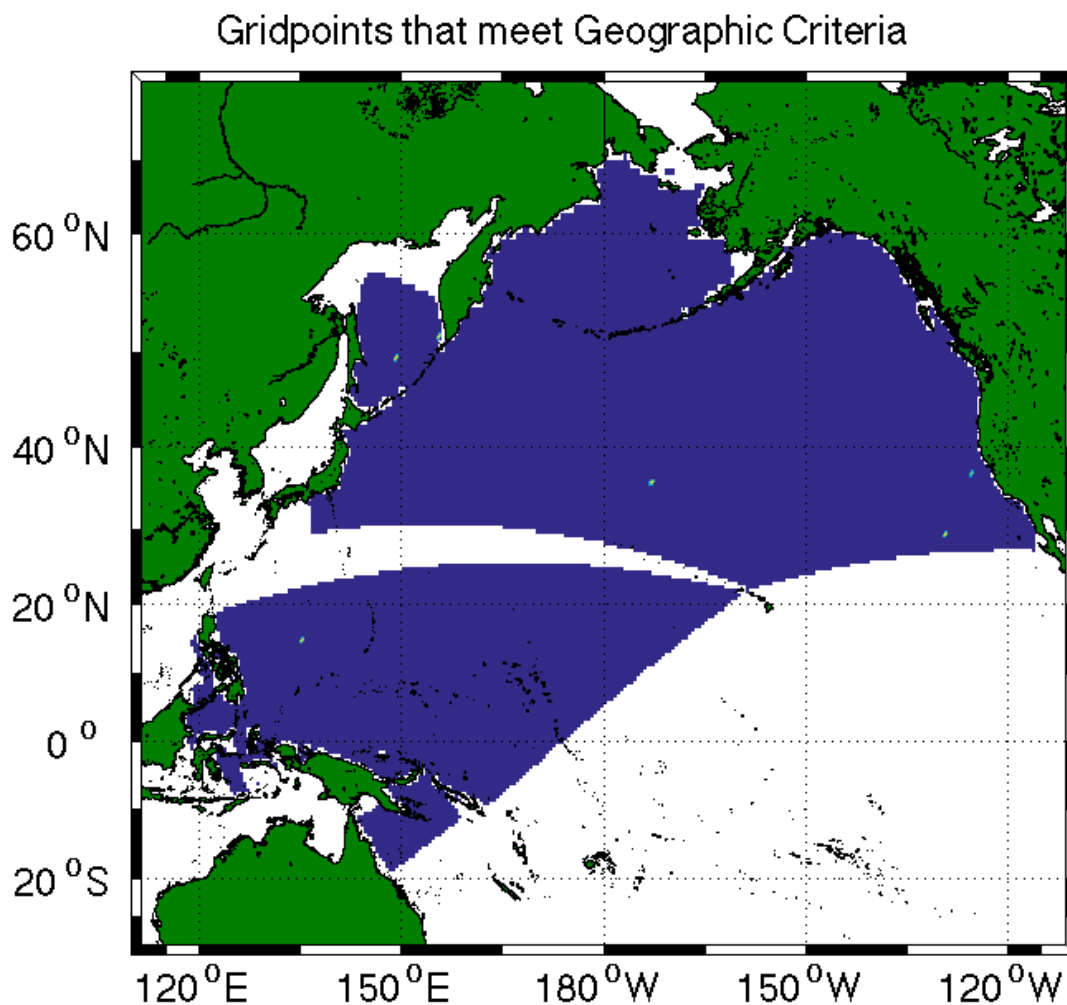 Gridpoints that meet Geographic Criteria
60 °N
40 °N
20 °N
0 °
20 °S
120°E 150°E 180°W 150°W 120°W